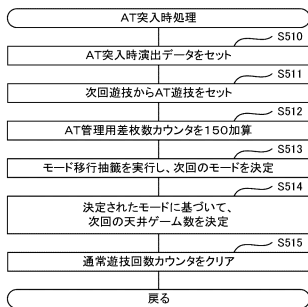 AT突入時処理
S510
AT突入時演出データをセット
S511
次回遊技からAT遊技をセット
S512
AT管理用差枚数カウンタを150加算
S513
モード移行抽籤を実行し、次回のモードを決定
S514
決定されたモードに基づいて、
次回の天井ゲーム数を決定
S515
通常遊技回数カウンタをクリア
戻る